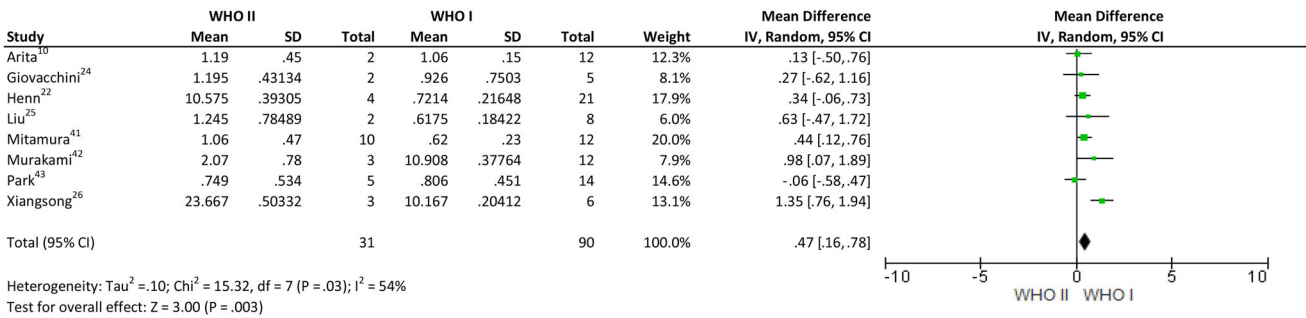 WHO II WHO I Mean Difference Mean Difference
Study Mean SD Total Mean SD Total Weight IV, Random, 95% CI IV, Random, 95% CI
Arita10 1.19 .45 2 1.06 .15 12 12.3% .13 [-.50,.76]
Giovacchini24 1.195 .43134 2 .926 .7503 5 8.1% .27 [-.62, 1.16]
Henn22 10.575 .39305 4 0.7214 .21648 21 17.9% .34 [-.06,.73]
Liu25 1.245 .78489 2 0.6175 .18422 8 6.0% .63 [-.47, 1.72]
Mitamura41 1.06 .47 10 .62 .23 12 20.0% .44 [.12,.76]
Murakami42 2.07 .78 3 10.908 .37764 12 7.9% .98 [.07, 1.89]
Park43 .749 .534 5 .806 .451 14 14.6% -.06 [-.58,.47]
Xiangsong26 23.667 .50332 3 10.167 .20412 6 13.1% 1.35 [.76, 1.94]
Total (95% CI) 31 90 100.0% .47 [.16,.78]
-10 -5 0 5 10
Heterogeneity: Tau2 =.10; Chi2 = 15.32, df = 7 (P =.03); I2 = 54%
WHO II WHO I
Test for overall effect: Z = 3.00 (P =.003)